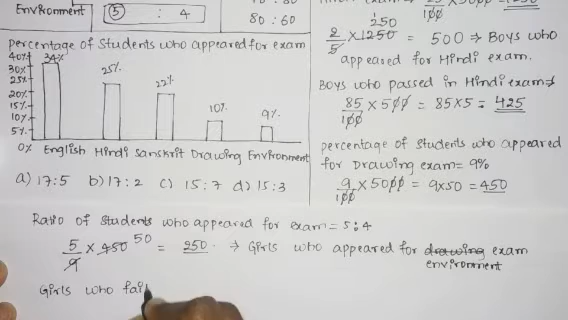 Environment
5 : 4
80 : 60
percentage of students who appeared for exam
40%
30%
25%
20%
15%
10%
5%
0%
34%
25%
22%
10%
9%
English Hindi Sanskrit Drawing Environment
a) 17:5 b) 17:2 c) 15:7 d) 15:3
250
2/5 × 1250 = 500 ⇒ Boys who
appeared for Hindi exam.
Boys who passed in Hindi exam ⇒
85/100 × 500 = 85×5 = 425
percentage of students who appeared
for Drawing exam = 9%
9/100 × 5000 = 9×50 = 450
Ratio of students who appeared for exam = 5:4
5/9 × 450 50 = 250 → Girls who appeared for drawing exam
environment
Girls who fail